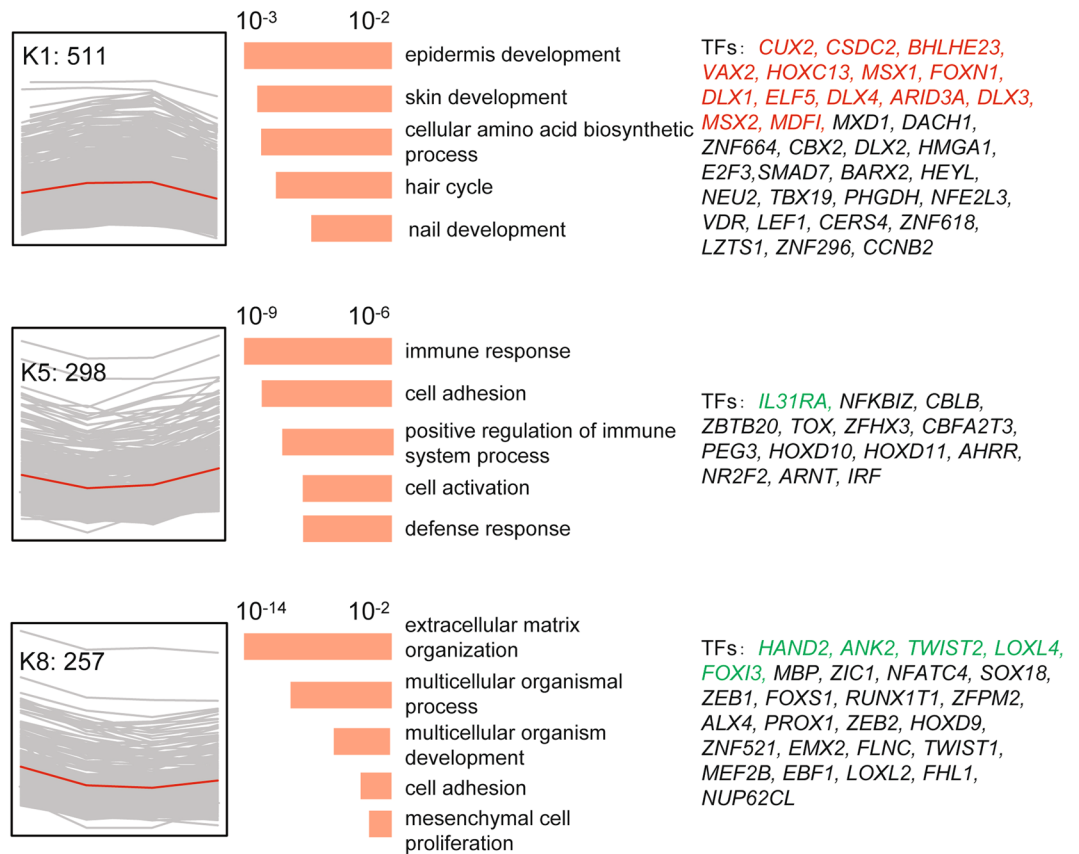 K1: 511
10-3 10-2
epidermis development
skin development
cellular amino acid biosynthetic
process
hair cycle
nail development
TFs: CUX2, CSDC2, BHLHE23,
VAX2, HOXC13, MSX1, FOXN1,
DLX1, ELF5, DLX4, ARID3A, DLX3,
MSX2, MDFI, MXD1, DACH1,
ZNF664, CBX2, DLX2, HMGA1,
E2F3,SMAD7, BARX2, HEYL,
NEU2, TBX19, PHGDH, NFE2L3,
VDR, LEF1, CERS4, ZNF618,
LZTS1, ZNF296, CCNB2
K5: 298
10-9 10-6
immune response
cell adhesion
positive regulation of immune
system process
cell activation
defense response
TFs: IL31RA, NFKBIZ, CBLB,
ZBTB20, TOX, ZFHX3, CBFA2T3,
PEG3, HOXD10, HOXD11, AHRR,
NR2F2, ARNT, IRF
K8: 257
10-14 10-2
extracellular matrix
organization
multicellular organismal
process
multicellular organism
development
cell adhesion
mesenchymal cell
proliferation
TFs: HAND2, ANK2, TWIST2, LOXL4,
FOXI3, MBP, ZIC1, NFATC4, SOX18,
ZEB1, FOXS1, RUNX1T1, ZFPM2,
ALX4, PROX1, ZEB2, HOXD9,
ZNF521, EMX2, FLNC, TWIST1,
MEF2B, EBF1, LOXL2, FHL1,
NUP62CL